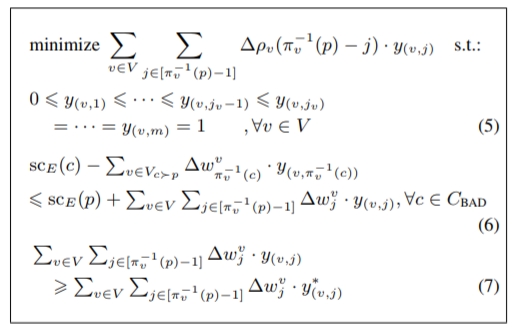 minimize ∑_{v∈V} ∑_{j∈[π_v^{-1}(p)−1]} Δρ_v(π_v^{-1}(p) − j) · y_{(v,j)} s.t.:
0 ⩽ y_{(v,1)} ⩽ ··· ⩽ y_{(v,j_v−1)} ⩽ y_{(v,j_v)}
= ··· = y_{(v,m)} = 1 , ∀v ∈ V (5)
sc_E(c) − ∑_{v∈V_{c≻p}} Δw^v_{π_v^{-1}(c)} · y_{(v,π_v^{-1}(c))}
⩽ sc_E(p) + ∑_{v∈V} ∑_{j∈[π_v^{-1}(p)−1]} Δw^v_j · y_{(v,j)}, ∀c ∈ C_{BAD}
(6)
∑_{v∈V} ∑_{j∈[π_v^{-1}(p)−1]} Δw^v_j · y_{(v,j)}
⩾ ∑_{v∈V} ∑_{j∈[π_v^{-1}(p)−1]} Δw^v_j · y^*_{(v,j)} (7)